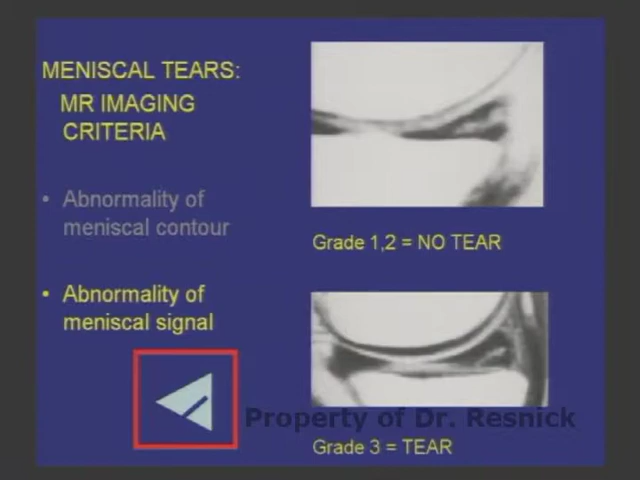 MENISCAL TEARS:
MR IMAGING
CRITERIA
• Abnormality of
meniscal contour
• Abnormality of
meniscal signal
Grade 1,2 = NO TEAR
Property of Dr. Resnick
Grade 3 = TEAR